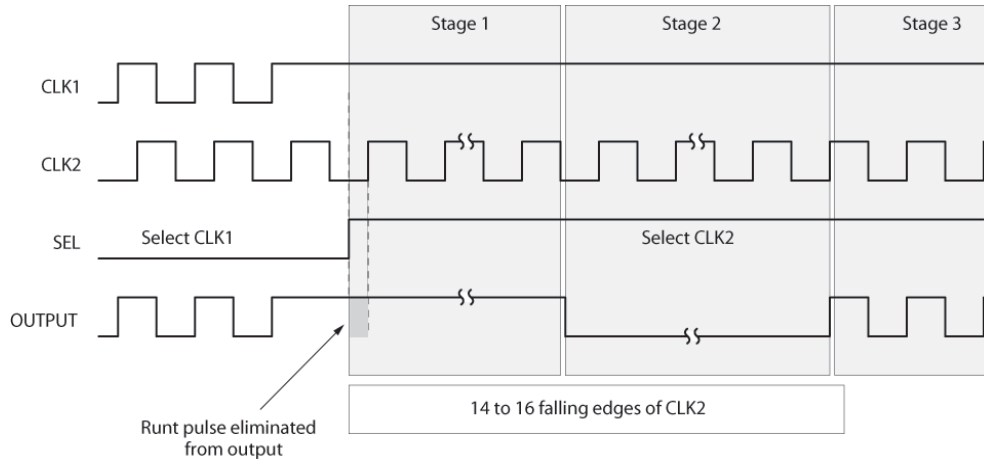 Stage 1
Stage 2
Stage 3
CLK1
CLK2
SEL
Select CLK1
Select CLK2
OUTPUT
14 to 16 falling edges of CLK2
Runt pulse eliminated
from output